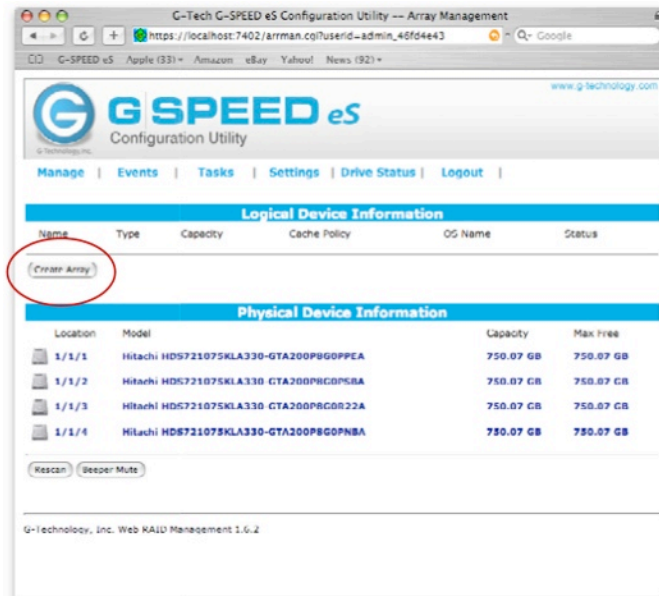 G-Tech G-SPEED eS Configuration Utility -- Array Management
https://localhost:7402/arrman.cgi?userid=admin_46fd4e43
Q- Google
G-SPEED eS Apple (33) Amazon eBay Yahoo! News (92)
www.g-technology.com
G SPEED eS
Configuration Utility
G-Technology, Inc.
Manage | Events | Tasks | Settings | Drive Status | Logout |
Logical Device Information
Name Type Capacity Cache Policy OS Name Status
Create Array
Physical Device Information
Location Model Capacity Max Free
1/1/1 Hitachi HDS721075KLA330-GTA200P8G0PPEA 750.07 GB 750.07 GB
1/1/2 Hitachi HDS721075KLA330-GTA200P8G0PSBA 750.07 GB 750.07 GB
1/1/3 Hitachi HDS721075KLA330-GTA200P8G0R22A 750.07 GB 750.07 GB
1/1/4 Hitachi HDS721075KLA330-GTA200P8G0PNBA 750.07 GB 750.07 GB
Rescan Beeper Mute
G-Technology, Inc. Web RAID Management 1.6.2